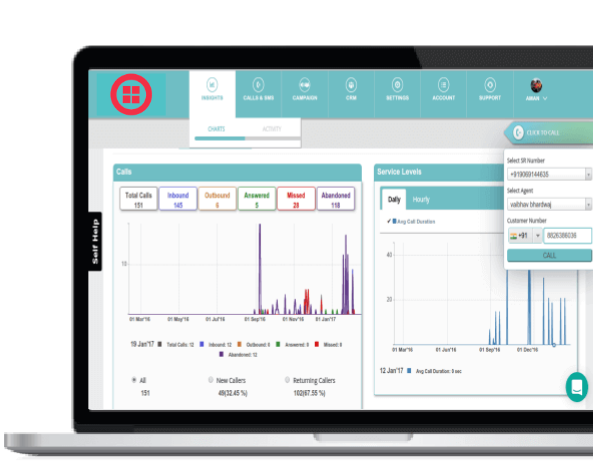 INSIGHTS
CALLS & SMS
CAMPAIGN
CRM
SETTINGS
ACCOUNT
SUPPORT
AMAN
CHARTS
ACTIVITY
CLICK TO CALL
Select SR Number
+919069144635
Select Agent
vaibhav bhardwaj
Customer Number
+91 8826386036
CALL
Self Help
Calls
Total Calls Inbound Outbound Answered Missed Abandoned
151 145 6 5 28 118
10
01 Mar'16 01 May'16 01 Jul'16 01 Sep'16 01 Nov'16 01 Jan'17
19 Jan'17 Total Calls: 12 Inbound: 12 Outbound: 0 Answered: 0 Missed: 0
Abandoned: 12
All New Callers Returning Callers
151 49(32.45 %) 102(67.55 %)
Service Levels
Daily Hourly
Avg Call Duration
40
20
01 Mar'16 01 Jun'16 01 Sep'16 01 Dec'16
12 Jan'17 Avg Call Duration: 0 sec